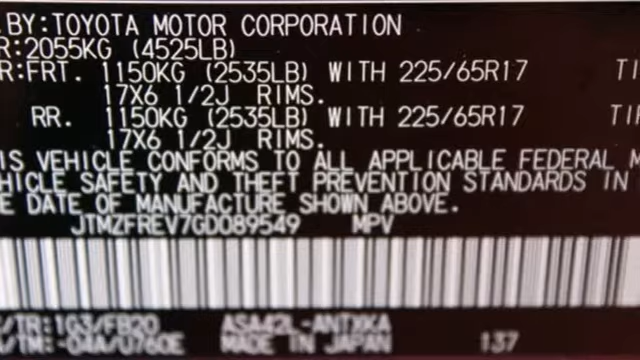 .BY:TOYOTA MOTOR CORPORATION
R:2055KG (4525LB)
R:FRT. 1150KG (2535LB) WITH 225/65R17 TI
17X6 1/2J RIMS.
RR. 1150KG (2535LB) WITH 225/65R17 TIR
17X6 1/2J RIMS.
IS VEHICLE CONFORMS TO ALL APPLICABLE FEDERAL M
HICLE SAFETY AND THEFT PREVENTION STANDARDS IN
E DATE OF MANUFACTURE SHOWN ABOVE.
JTMZFREV7GD089549 MPV
/TR:1G3/FB20 ASA42L-ANTXKA
A/TM:-04A/U760E MADE IN JAPAN 137